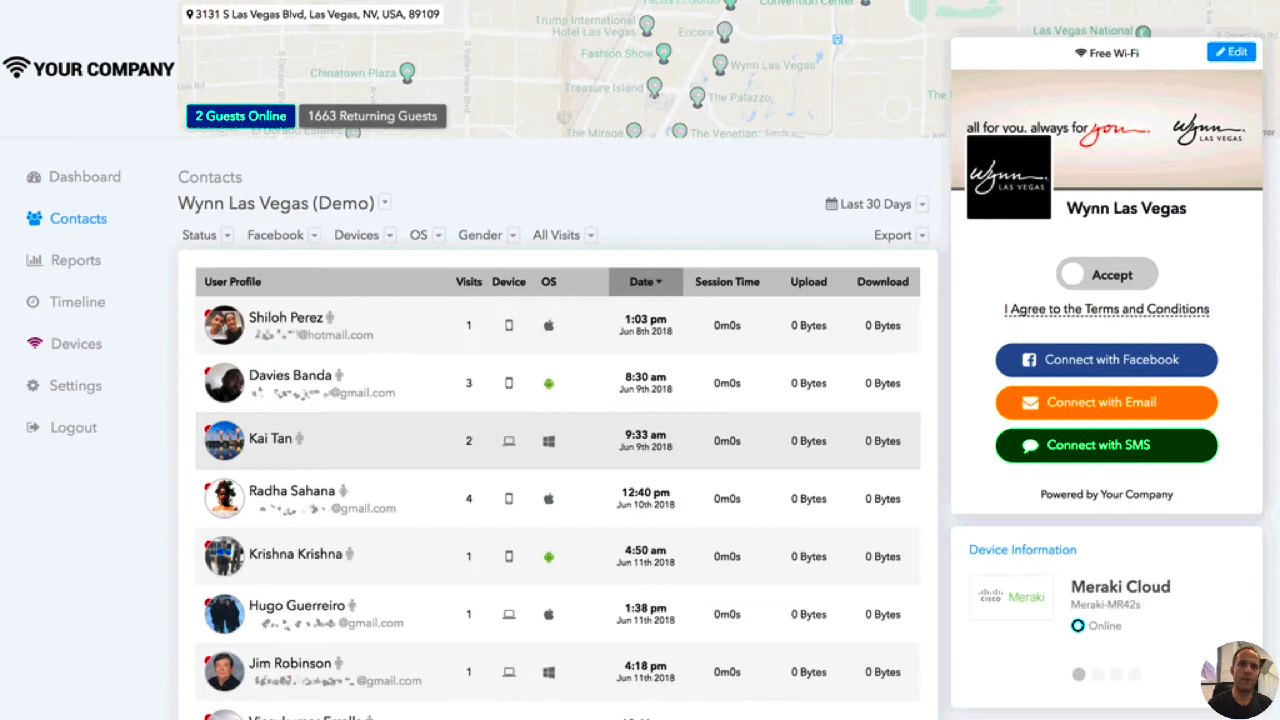 3131 S Las Vegas Blvd, Las Vegas, NV, USA, 89109
Trump International
Hotel Las Vegas
Encore
Convention Center
Las Vegas National
Fashion Show
Wynn Las Vegas
Chinatown Plaza
Treasure Island
The Palazzo
The Mirage
The Venetian
YOUR COMPANY
2 Guests Online
1663 Returning Guests
Dashboard
Contacts
Reports
Timeline
Devices
Settings
Logout
Contacts
Wynn Las Vegas (Demo)
Last 30 Days
Status Facebook Devices OS Gender All Visits Export
User Profile Visits Device OS Date Session Time Upload Download
Shiloh Perez 1 1:03 pm 0m0s 0 Bytes 0 Bytes
@hotmail.com Jun 8th 2018
Davies Banda 3 8:30 am 0m0s 0 Bytes 0 Bytes
@gmail.com Jun 9th 2018
Kai Tan 2 9:33 am 0m0s 0 Bytes 0 Bytes
Jun 9th 2018
Radha Sahana 4 12:40 pm 0m0s 0 Bytes 0 Bytes
@gmail.com Jun 10th 2018
Krishna Krishna 1 4:50 am 0m0s 0 Bytes 0 Bytes
Jun 11th 2018
Hugo Guerreiro 1 1:38 pm 0m0s 0 Bytes 0 Bytes
@gmail.com Jun 11th 2018
Jim Robinson 1 4:18 pm 0m0s 0 Bytes 0 Bytes
@gmail.com Jun 11th 2018
Free Wi-Fi
Edit
all for you. always for you
Wynn
LAS VEGAS
Wynn
LAS VEGAS
Wynn Las Vegas
Accept
I Agree to the Terms and Conditions
Connect with Facebook
Connect with Email
Connect with SMS
Powered by Your Company
Device Information
CISCO Meraki
Meraki Cloud
Meraki-MR42s
Online